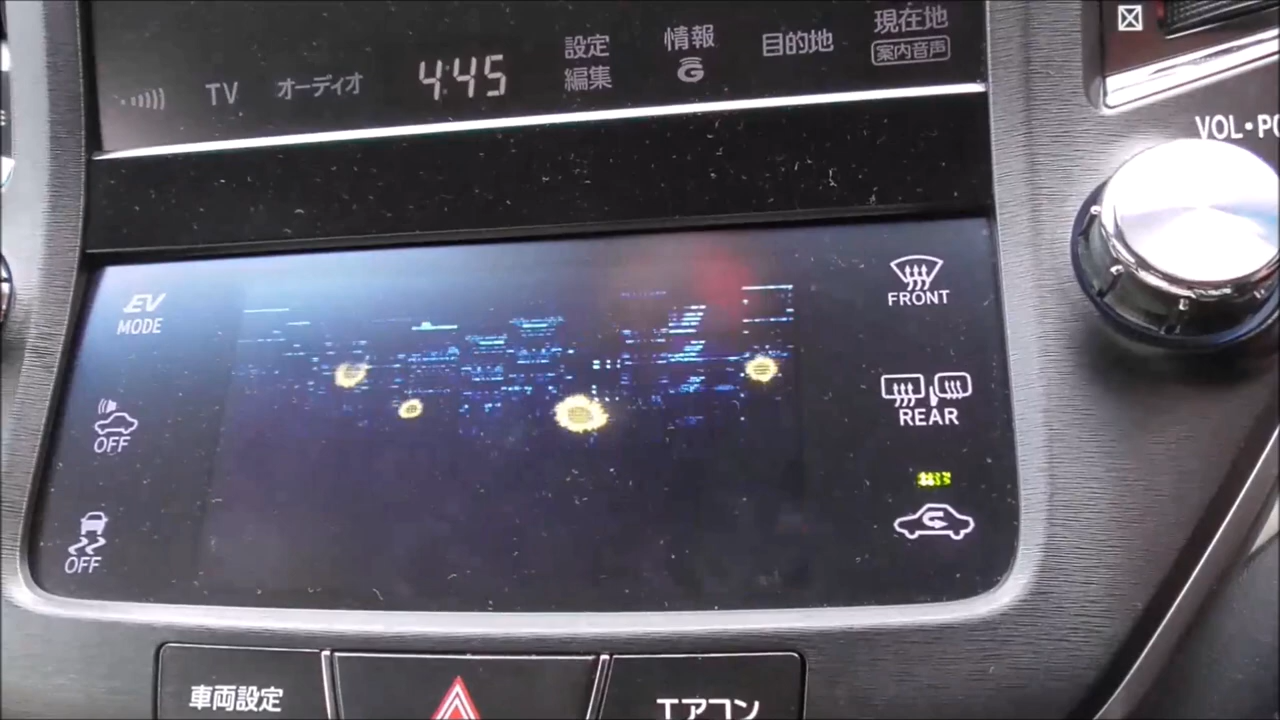 TV
オーディオ
4:45
設定
編集
情報
G
目的地
現在地
案内音声
VOL・PO
EV
MODE
OFF
OFF
FRONT
REAR
車両設定
エアコン